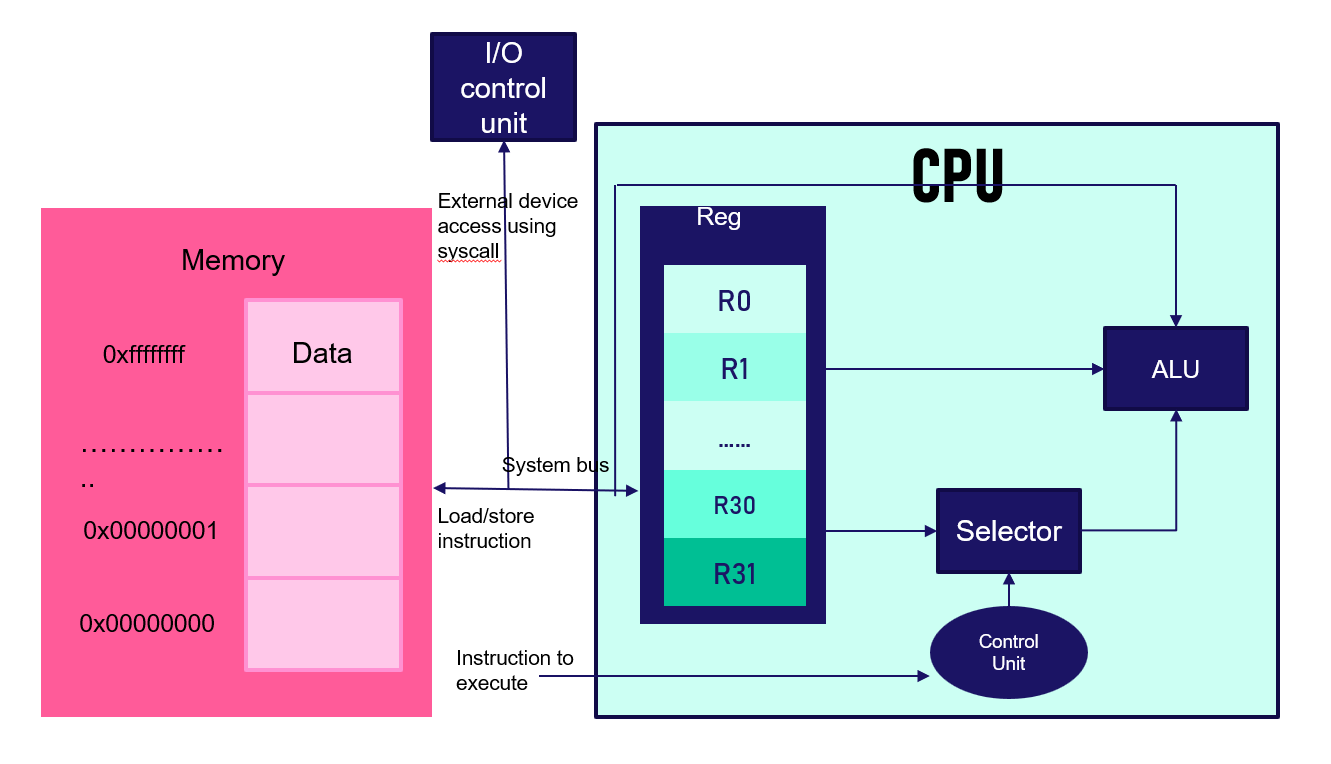 I/O
control
unit
CPU
External device
access using
syscall
Reg
Memory
R0
0xffffffff
Data
R1
ALU
……………
..
……
System bus
R30
Load/store
instruction
0x00000001
Selector
R31
0x00000000
Control
Unit
Instruction to
execute